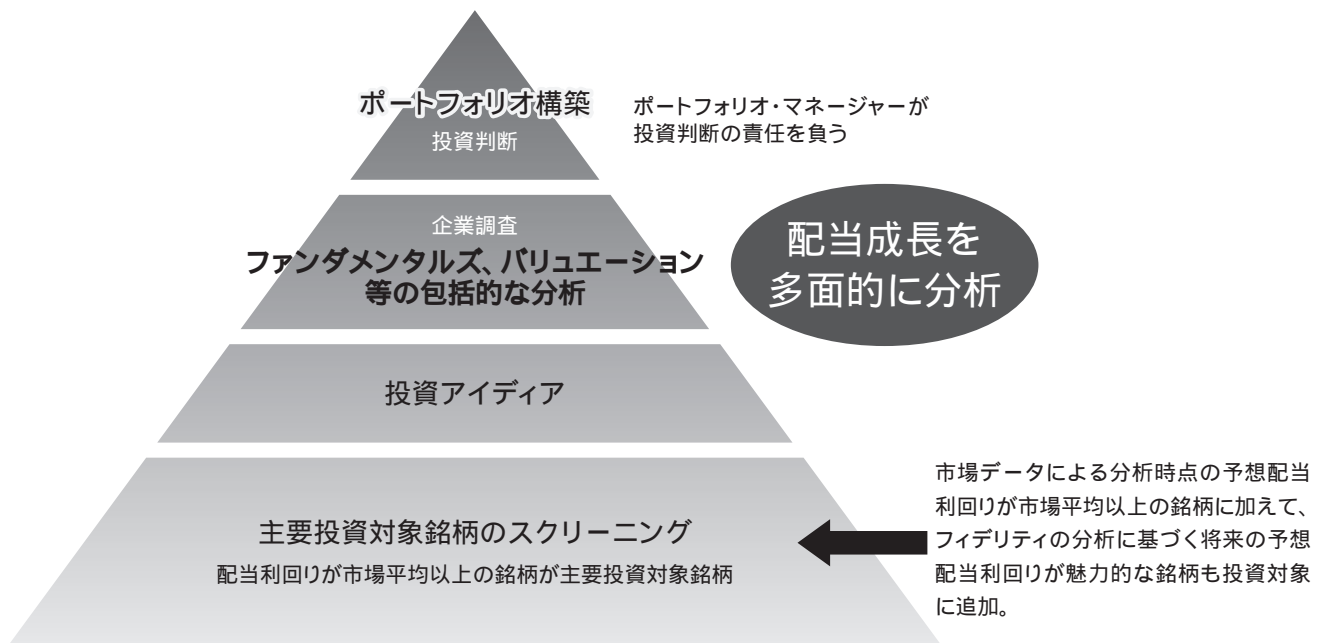 ポートフォリオ構築
投資判断
ポートフォリオ・マネージャーが
投資判断の責任を負う
企業調査
ファンダメンタルズ、バリュエーション
等の包括的な分析
配当成長を
多面的に分析
投資アイディア
主要投資対象銘柄のスクリーニング
配当利回りが市場平均以上の銘柄が主要投資対象銘柄
市場データによる分析時点の予想配当
利回りが市場平均以上の銘柄に加えて、
フィデリティの分析に基づく将来の予想
配当利回りが魅力的な銘柄も投資対象
に追加。